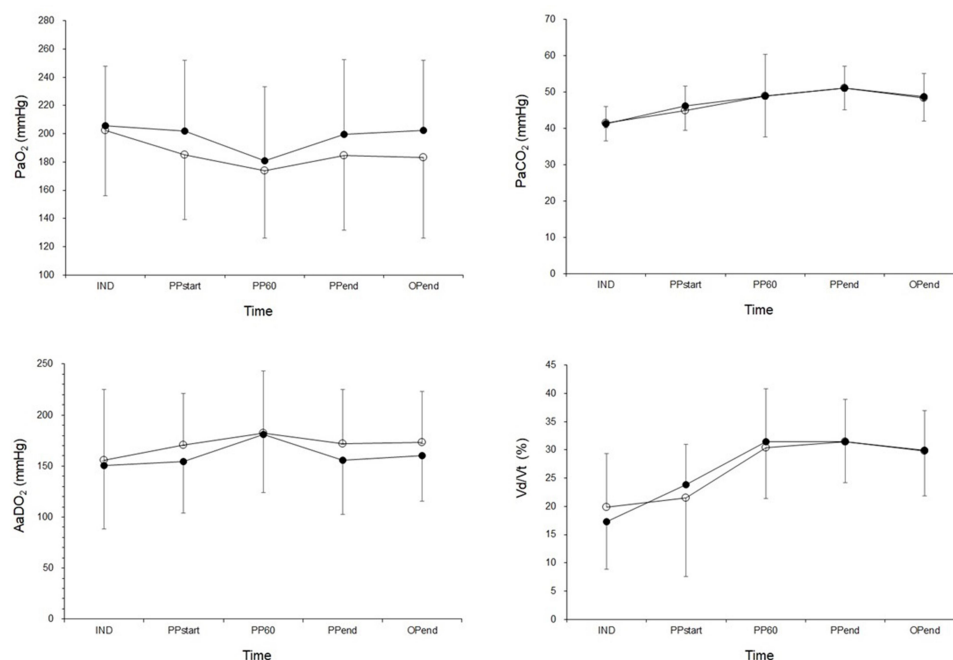 PaO₂ (mmHg)
280
260
240
220
200
180
160
140
120
100
IND PPstart PP60 PPend OPend
Time
PaCO₂ (mmHg)
70
60
50
40
30
20
10
0
IND PPstart PP60 PPend OPend
Time
AaDO₂ (mmHg)
250
200
150
100
50
0
IND PPstart PP60 PPend OPend
Time
Vd/Vt (%)
45
40
35
30
25
20
15
10
5
0
IND PPstart PP60 PPend OPend
Time